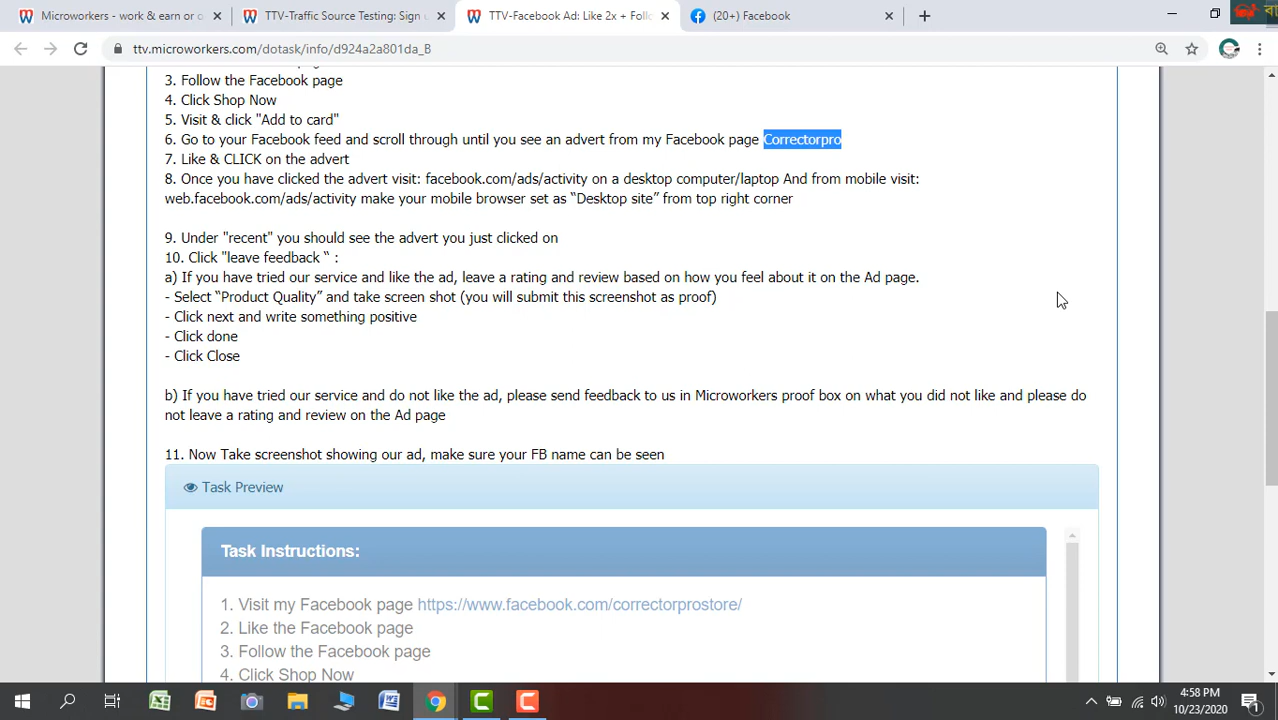 Microworkers - work & earn or o
TTV-Traffic Source Testing: Sign u
TTV-Facebook Ad: Like 2x + Foll
(20+) Facebook
ttv.microworkers.com/dotask/info/d924a2a801da_B
3. Follow the Facebook page
4. Click Shop Now
5. Visit & click "Add to card"
6. Go to your Facebook feed and scroll through until you see an advert from my Facebook page Correctorpro
7. Like & CLICK on the advert
8. Once you have clicked the advert visit: facebook.com/ads/activity on a desktop computer/laptop And from mobile visit:
web.facebook.com/ads/activity make your mobile browser set as “Desktop site” from top right corner
9. Under "recent" you should see the advert you just clicked on
10. Click "leave feedback “ :
a) If you have tried our service and like the ad, leave a rating and review based on how you feel about it on the Ad page.
- Select “Product Quality” and take screen shot (you will submit this screenshot as proof)
- Click next and write something positive
- Click done
- Click Close
b) If you have tried our service and do not like the ad, please send feedback to us in Microworkers proof box on what you did not like and please do
not leave a rating and review on the Ad page
11. Now Take screenshot showing our ad, make sure your FB name can be seen
Task Preview
Task Instructions:
1. Visit my Facebook page https://www.facebook.com/correctorprostore/
2. Like the Facebook page
3. Follow the Facebook page
4. Click Shop Now
4:58 PM
10/23/2020